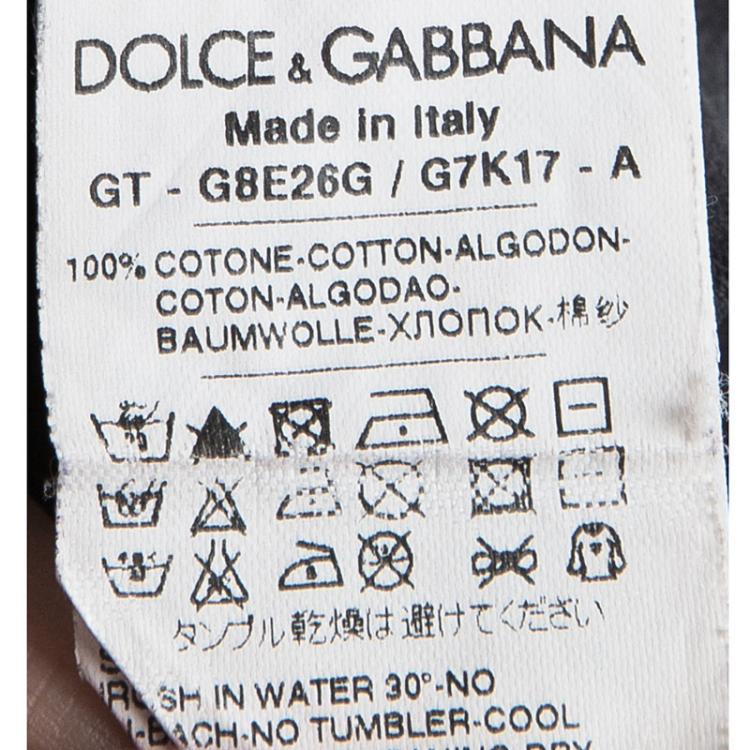 DOLCE & GABBANA
Made in Italy
GT - G8E26G / G7K17 - A
100% COTONE-COTTON-ALGODON-
COTON-ALGODAO-
BAUMWOLLE-ХЛОПОК-棉纱
タンブル乾燥は避けてください
SH IN WATER 30°-NO
ACH-NO TUMBLER-COOL